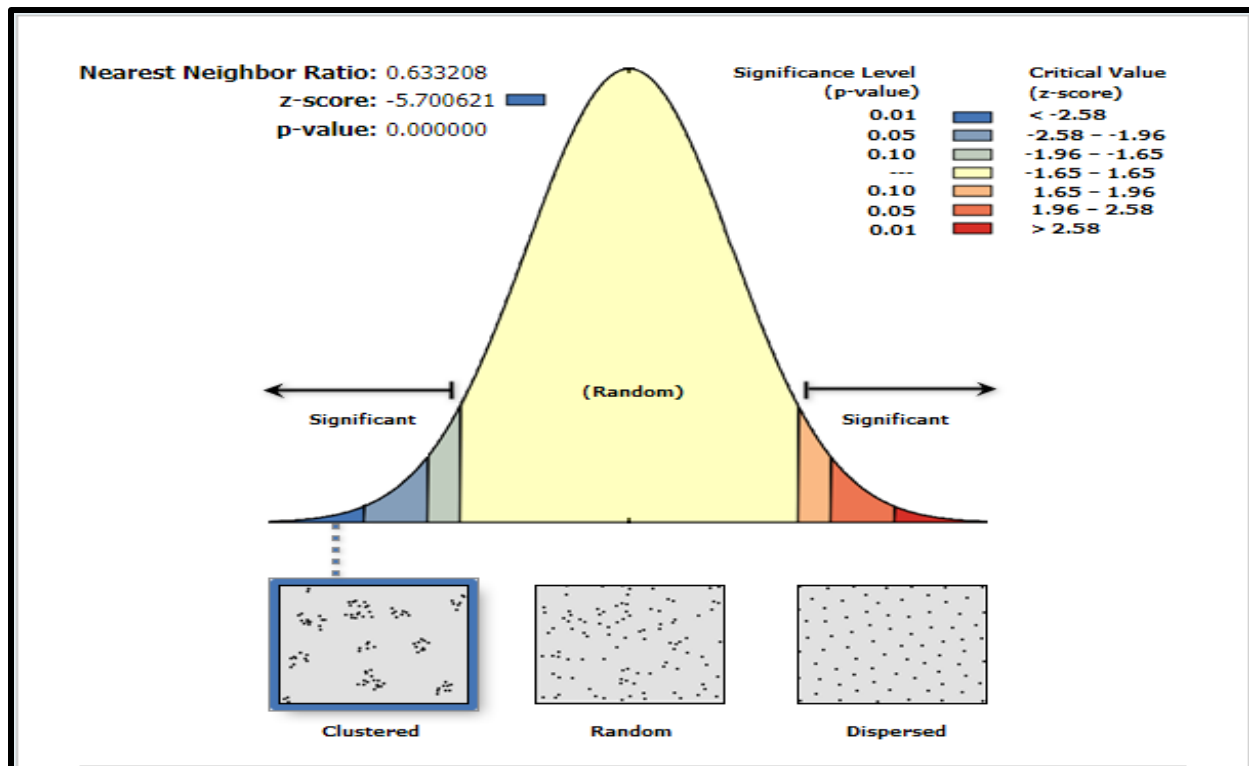 Nearest Neighbor Ratio: 0.633208
z-score: -5.700621
p-value: 0.000000
Significance Level Critical Value
(p-value) (z-score)
0.01 < -2.58
0.05 -2.58 – -1.96
0.10 -1.96 – -1.65
--- -1.65 – 1.65
0.10 1.65 – 1.96
0.05 1.96 – 2.58
0.01 > 2.58
(Random)
Significant Significant
Clustered Random Dispersed